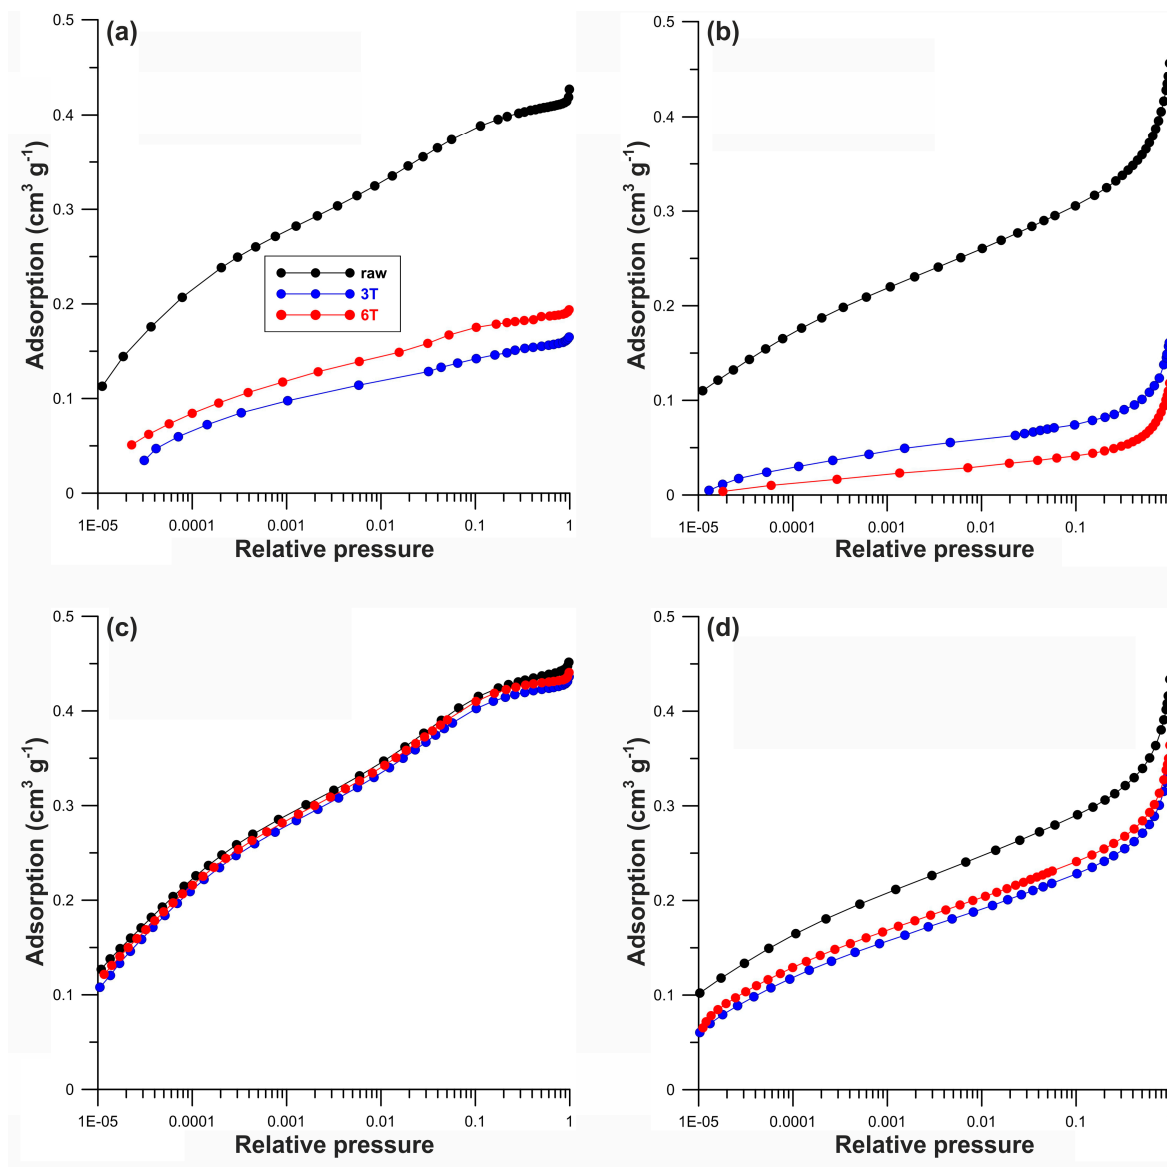 (a)
0.5
0.4
0.3
0.2
0.1
0
Adsorption (cm³ g⁻¹)
raw
3T
6T
1E-05 0.0001 0.001 0.01 0.1 1
Relative pressure
(b)
0.5
0.4
0.3
0.2
0.1
0
Adsorption (cm³ g⁻¹)
1E-05 0.0001 0.001 0.01 0.1
Relative pressure
(c)
0.5
0.4
0.3
0.2
0.1
0
Adsorption (cm³ g⁻¹)
1E-05 0.0001 0.001 0.01 0.1 1
Relative pressure
(d)
0.5
0.4
0.3
0.2
0.1
0
Adsorption (cm³ g⁻¹)
1E-05 0.0001 0.001 0.01 0.1
Relative pressure